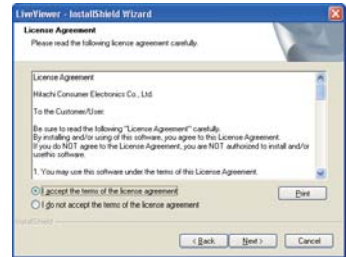 LiveViewer - InstallShield Wizard
License Agreement
Please read the following license agreement carefully.
License Agreement
Hitachi Consumer Electronics Co., Ltd.
To the Customer/User:
Be sure to read the following "License Agreement" carefully.
By installing and/or using of this software, you agree to this License Agreement.
If you do NOT agree to the License Agreement, you are NOT authorized to install and/or
usethis software.
1. You may use this software under the terms of this License Agreement.
I accept the terms of the license agreement
Print
I do not accept the terms of the license agreement
InstallShield
< Back Next > Cancel